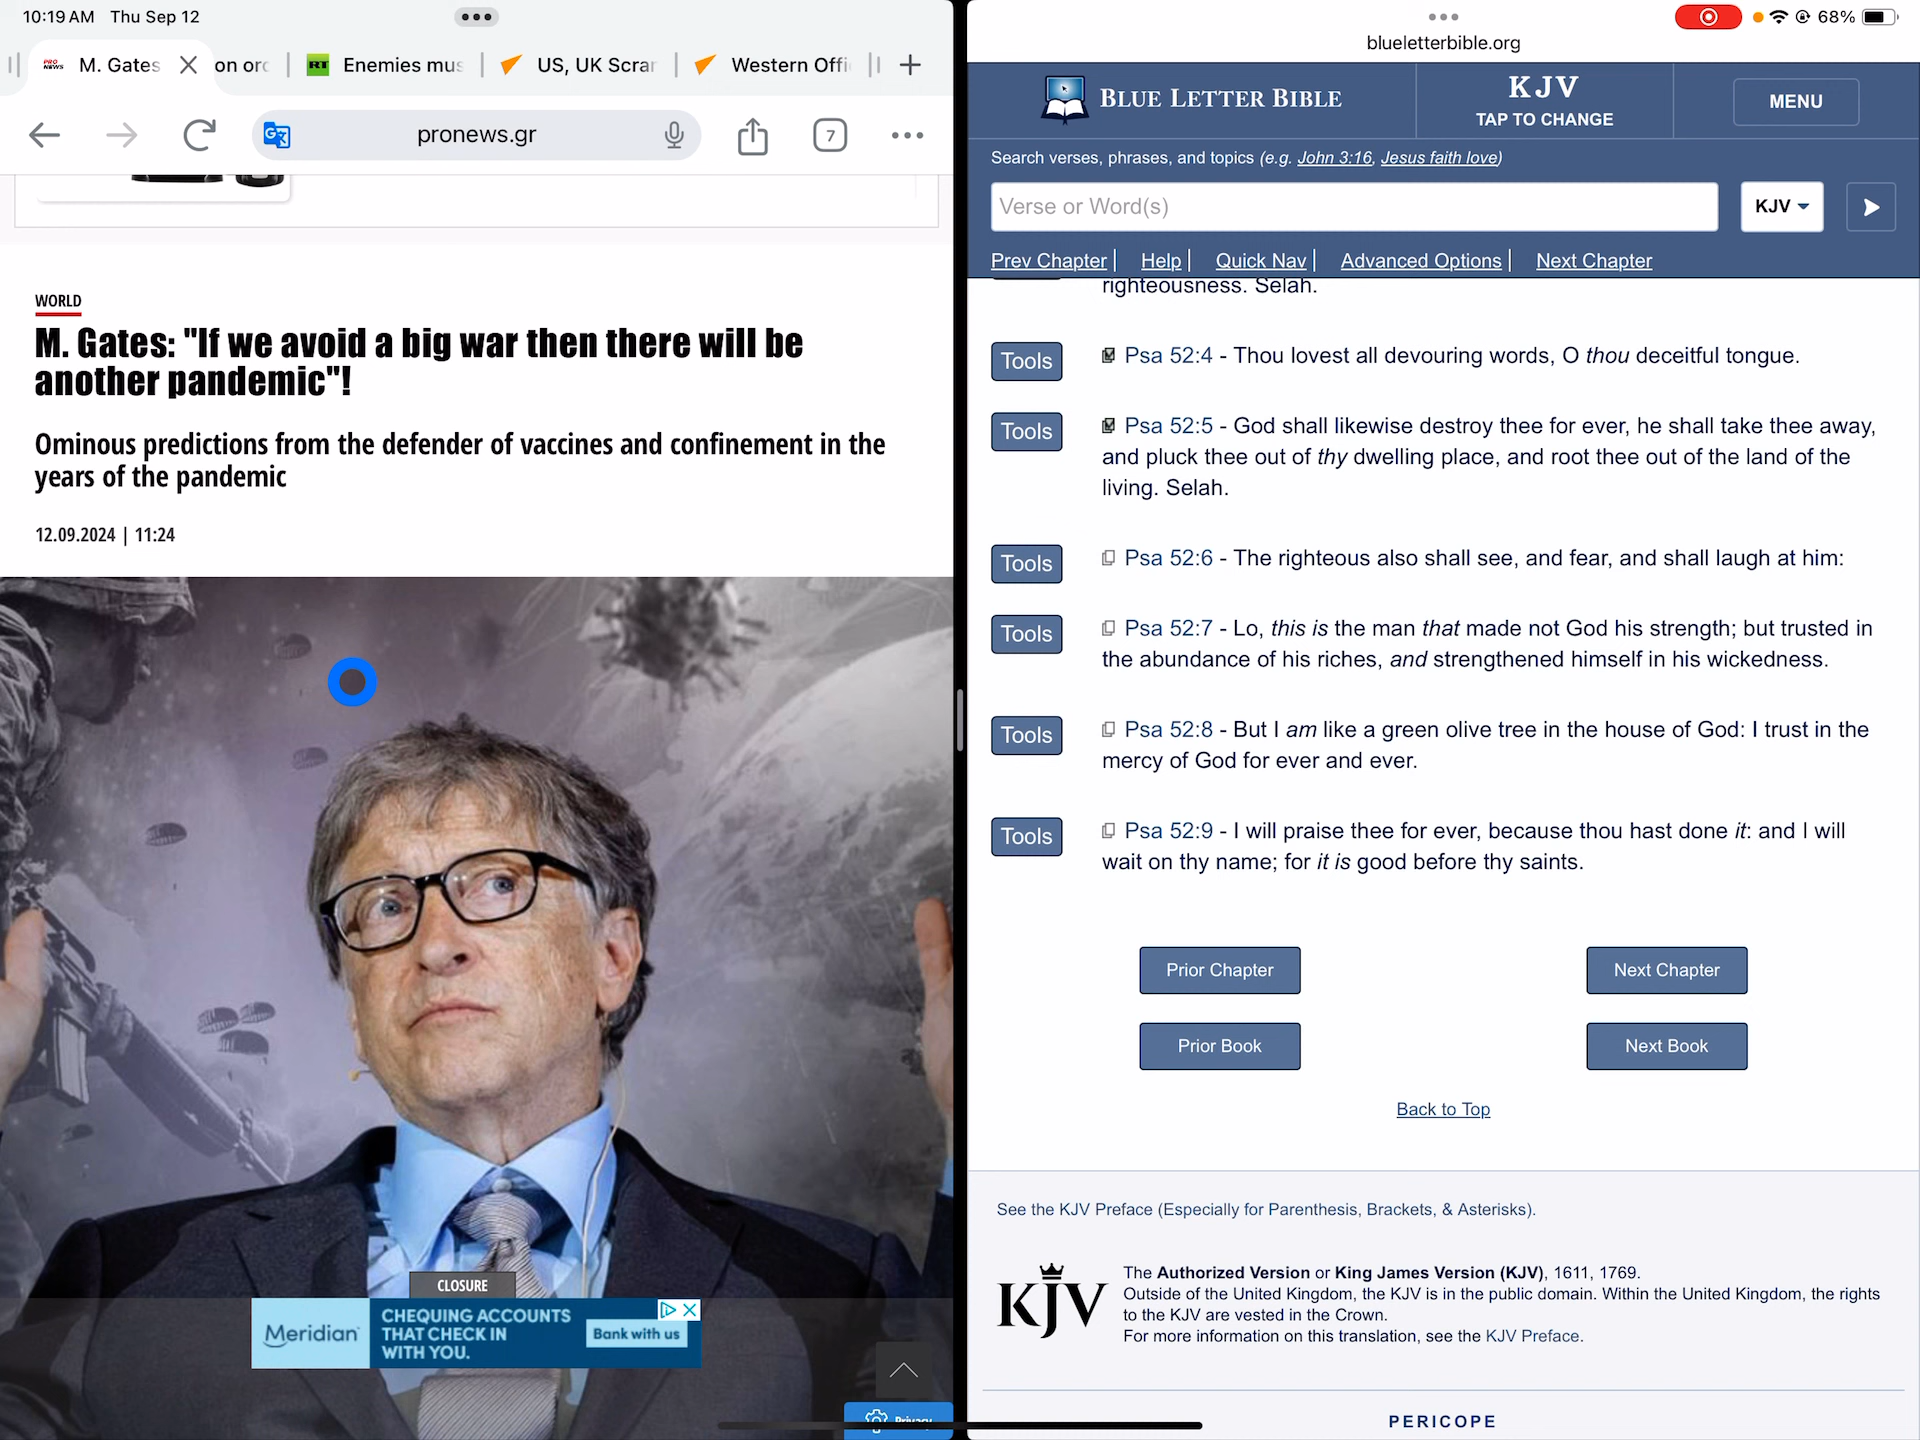 10:19 AM Thu Sep 12
M. Gates
on
RT
Enemies mus
US, UK Scrar
Western Offi
pronews.gr
7
WORLD
M. Gates: "If we avoid a big war then there will be
another pandemic"!
Ominous predictions from the defender of vaccines and confinement in the
years of the pandemic
12.09.2024 | 11:24
CLOSURE
Meridian
CHEQUING ACCOUNTS
THAT CHECK IN
WITH YOU.
Bank with us
Privacy
68%
blueletterbible.org
BLUE LETTER BIBLE
KJV
TAP TO CHANGE
MENU
Search verses, phrases, and topics (e.g. John 3:16, Jesus faith love)
Verse or Word(s)
KJV
Prev Chapter | Help | Quick Nav | Advanced Options | Next Chapter
righteousness. Selah.
Tools
Psa 52:4 - Thou lovest all devouring words, O thou deceitful tongue.
Tools
Psa 52:5 - God shall likewise destroy thee for ever, he shall take thee away,
and pluck thee out of thy dwelling place, and root thee out of the land of the
living. Selah.
Tools
Psa 52:6 - The righteous also shall see, and fear, and shall laugh at him:
Tools
Psa 52:7 - Lo, this is the man that made not God his strength; but trusted in
the abundance of his riches, and strengthened himself in his wickedness.
Tools
Psa 52:8 - But I am like a green olive tree in the house of God: I trust in the
mercy of God for ever and ever.
Tools
Psa 52:9 - I will praise thee for ever, because thou hast done it: and I will
wait on thy name; for it is good before thy saints.
Prior Chapter
Next Chapter
Prior Book
Next Book
Back to Top
See the KJV Preface (Especially for Parenthesis, Brackets, & Asterisks).
KJV
The Authorized Version or King James Version (KJV), 1611, 1769.
Outside of the United Kingdom, the KJV is in the public domain. Within the United Kingdom, the rights
to the KJV are vested in the Crown.
For more information on this translation, see the KJV Preface.
PERICOPE